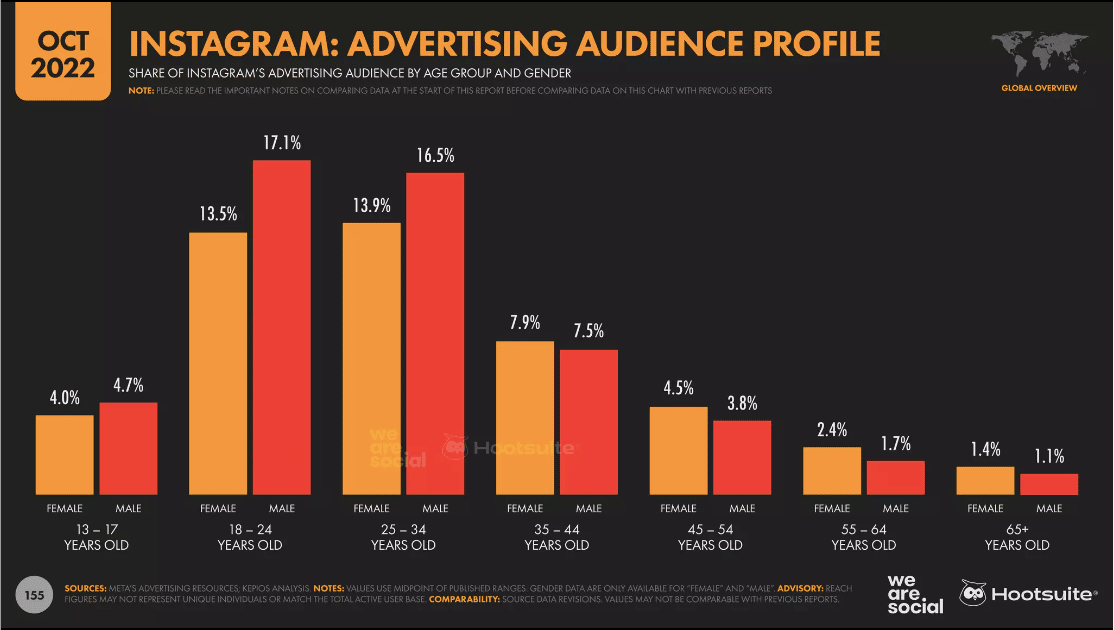 OCT
2022
INSTAGRAM: ADVERTISING AUDIENCE PROFILE
SHARE OF INSTAGRAM'S ADVERTISING AUDIENCE BY AGE GROUP AND GENDER
NOTE: PLEASE READ THE IMPORTANT NOTES ON COMPARING DATA AT THE START OF THIS REPORT BEFORE COMPARING DATA ON THIS CHART WITH PREVIOUS REPORTS
GLOBAL OVERVIEW
4.0% 4.7% 13.5% 17.1% 13.9% 16.5% 7.9% 7.5% 4.5% 3.8% 2.4% 1.7% 1.4% 1.1%
we
are
social
Hootsuite
FEMALE MALE FEMALE MALE FEMALE MALE FEMALE MALE FEMALE MALE FEMALE MALE FEMALE MALE
13 – 17 18 – 24 25 – 34 35 – 44 45 – 54 55 – 64 65+
YEARS OLD YEARS OLD YEARS OLD YEARS OLD YEARS OLD YEARS OLD YEARS OLD
155
SOURCES: META'S ADVERTISING RESOURCES; KEPIOS ANALYSIS. NOTES: VALUES USE MIDPOINT OF PUBLISHED RANGES. GENDER DATA ARE ONLY AVAILABLE FOR "FEMALE" AND "MALE". ADVISORY: REACH
FIGURES MAY NOT REPRESENT UNIQUE INDIVIDUALS OR MATCH THE TOTAL ACTIVE USER BASE. COMPARABILITY: SOURCE DATA REVISIONS. VALUES MAY NOT BE COMPARABLE WITH PREVIOUS REPORTS.
we
are
social
Hootsuite®